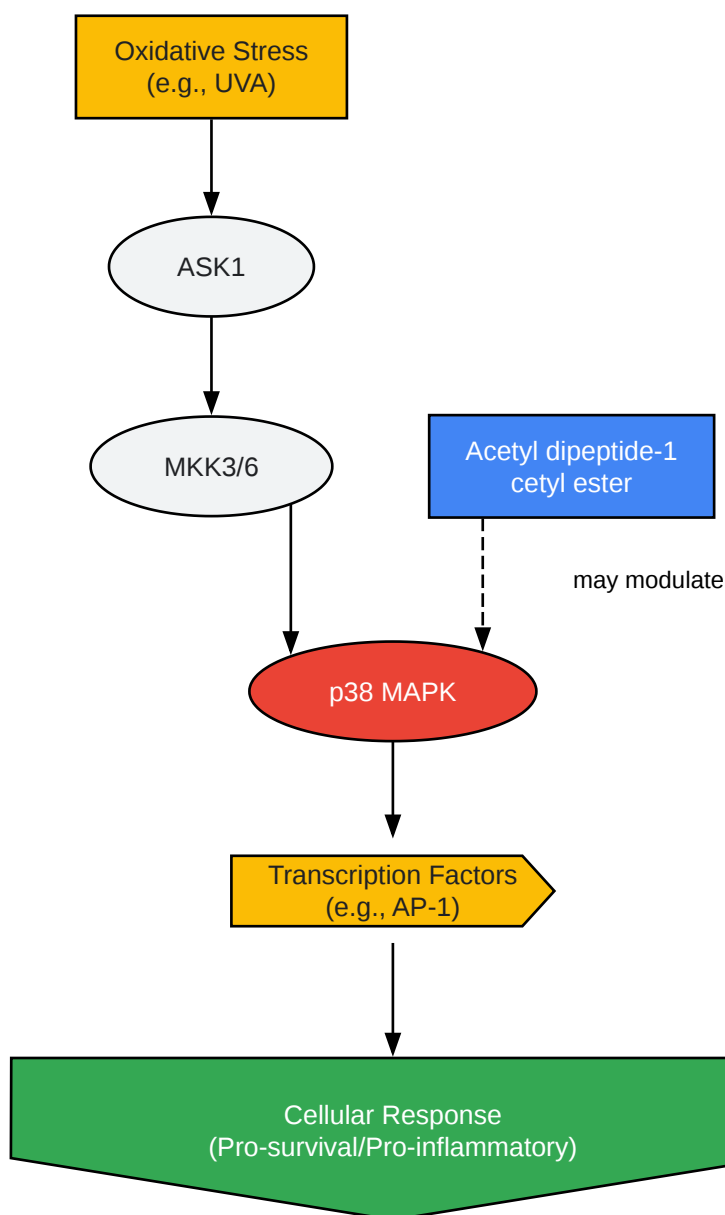 Oxidative Stress
(e.g., UVA)
ASK1
MKK3/6
Acetyl dipeptide-1
cetyl ester
may modulate
p38 MAPK
Transcription Factors
(e.g., AP-1)
Cellular Response
(Pro-survival/Pro-inflammatory)